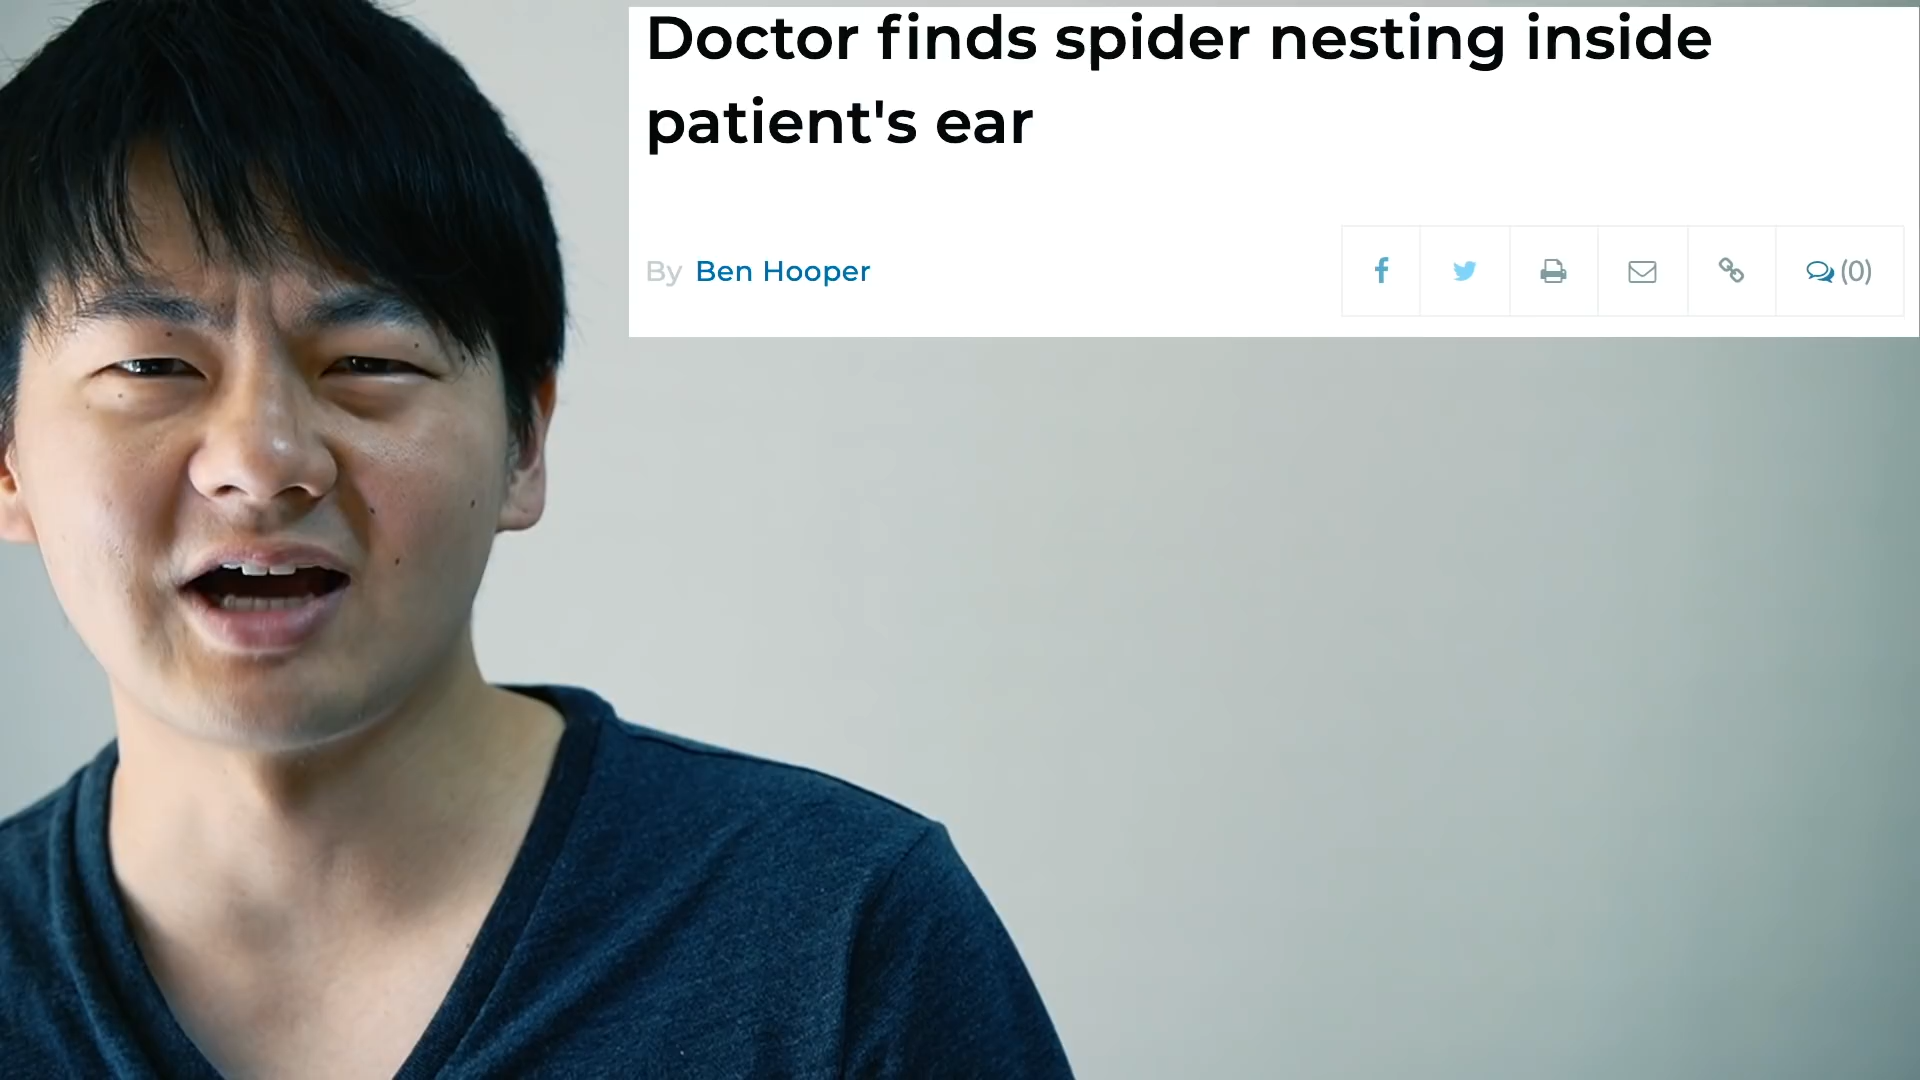 Doctor finds spider nesting inside
patient's ear
By Ben Hooper
(0)